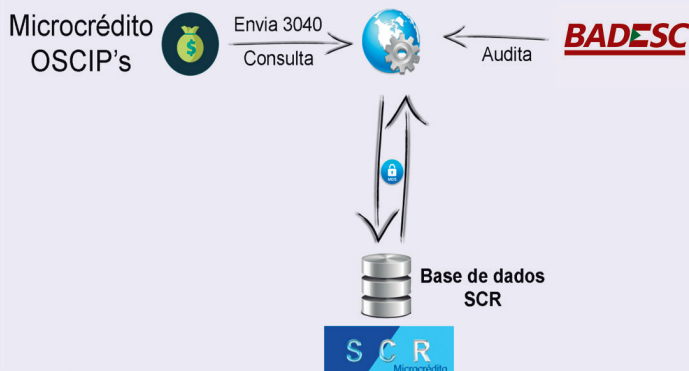 Microcrédito
OSCIP's
Envia 3040
Consulta
Audita
BADESC
Base de dados
SCR
SCR
Microcrédito